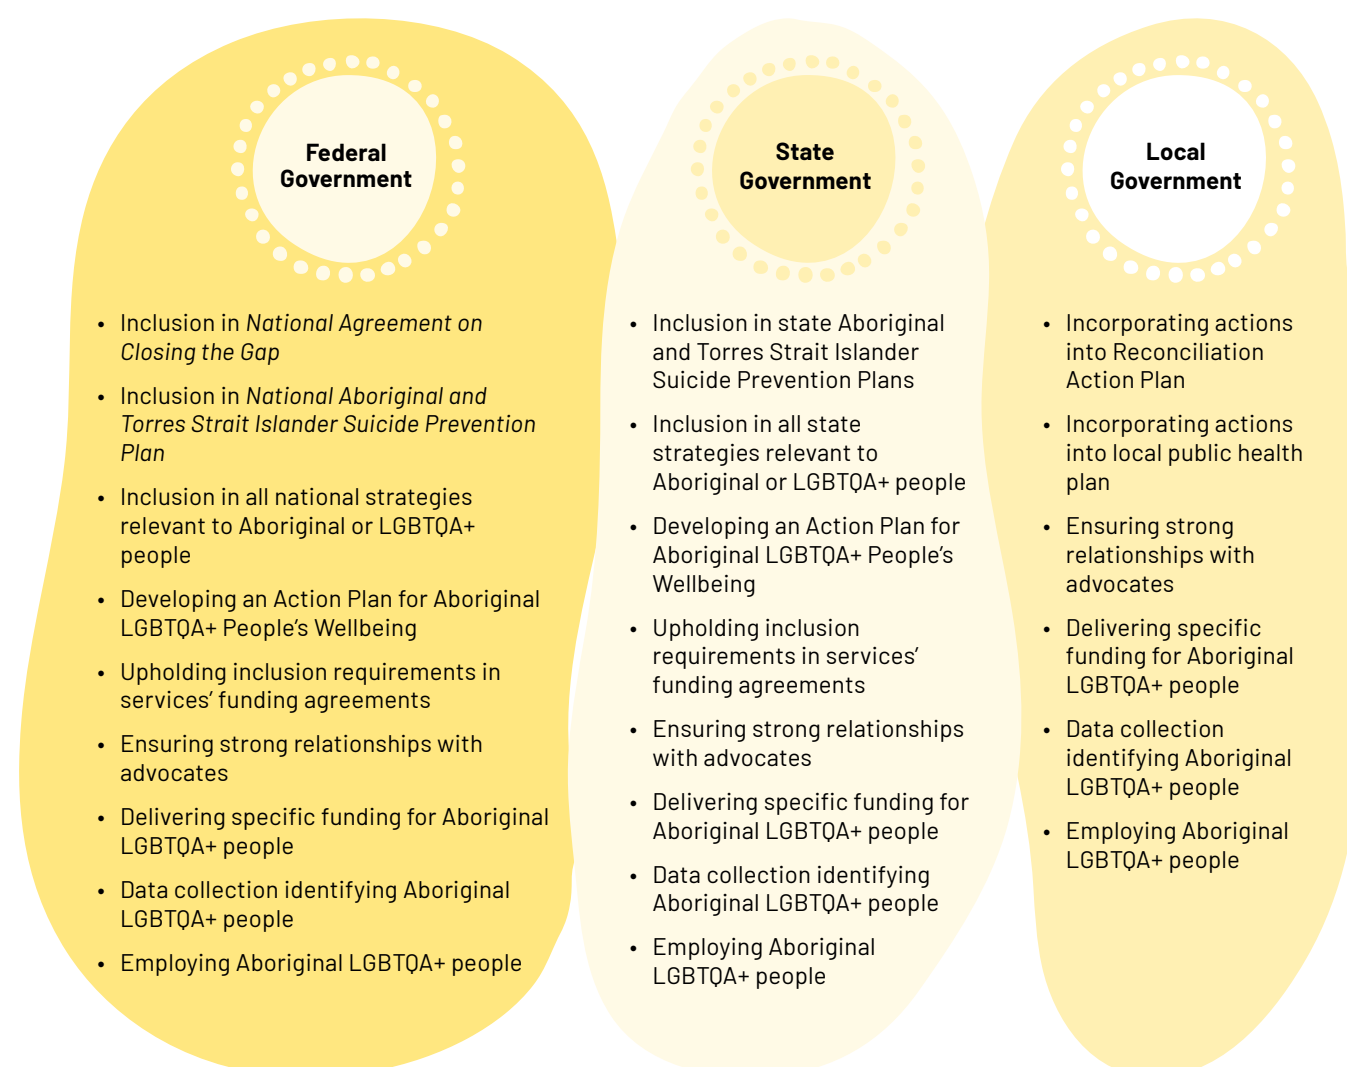 Federal
Government
• Inclusion in National Agreement on
Closing the Gap
• Inclusion in National Aboriginal and
Torres Strait Islander Suicide Prevention
Plan
• Inclusion in all national strategies
relevant to Aboriginal or LGBTQA+
people
• Developing an Action Plan for Aboriginal
LGBTQA+ People’s Wellbeing
• Upholding inclusion requirements in
services’ funding agreements
• Ensuring strong relationships with
advocates
• Delivering specific funding for Aboriginal
LGBTQA+ people
• Data collection identifying Aboriginal
LGBTQA+ people
• Employing Aboriginal LGBTQA+ people
State
Government
• Inclusion in state Aboriginal
and Torres Strait Islander
Suicide Prevention Plans
• Inclusion in all state
strategies relevant to
Aboriginal or LGBTQA+ people
• Developing an Action Plan for
Aboriginal LGBTQA+ People’s
Wellbeing
• Upholding inclusion
requirements in services’
funding agreements
• Ensuring strong relationships
with advocates
• Delivering specific funding for
Aboriginal LGBTQA+ people
• Data collection identifying
Aboriginal LGBTQA+ people
• Employing Aboriginal
LGBTQA+ people
Local
Government
• Incorporating actions
into Reconciliation
Action Plan
• Incorporating actions
into local public health
plan
• Ensuring strong
relationships with
advocates
• Delivering specific
funding for Aboriginal
LGBTQA+ people
• Data collection
identifying Aboriginal
LGBTQA+ people
• Employing Aboriginal
LGBTQA+ people